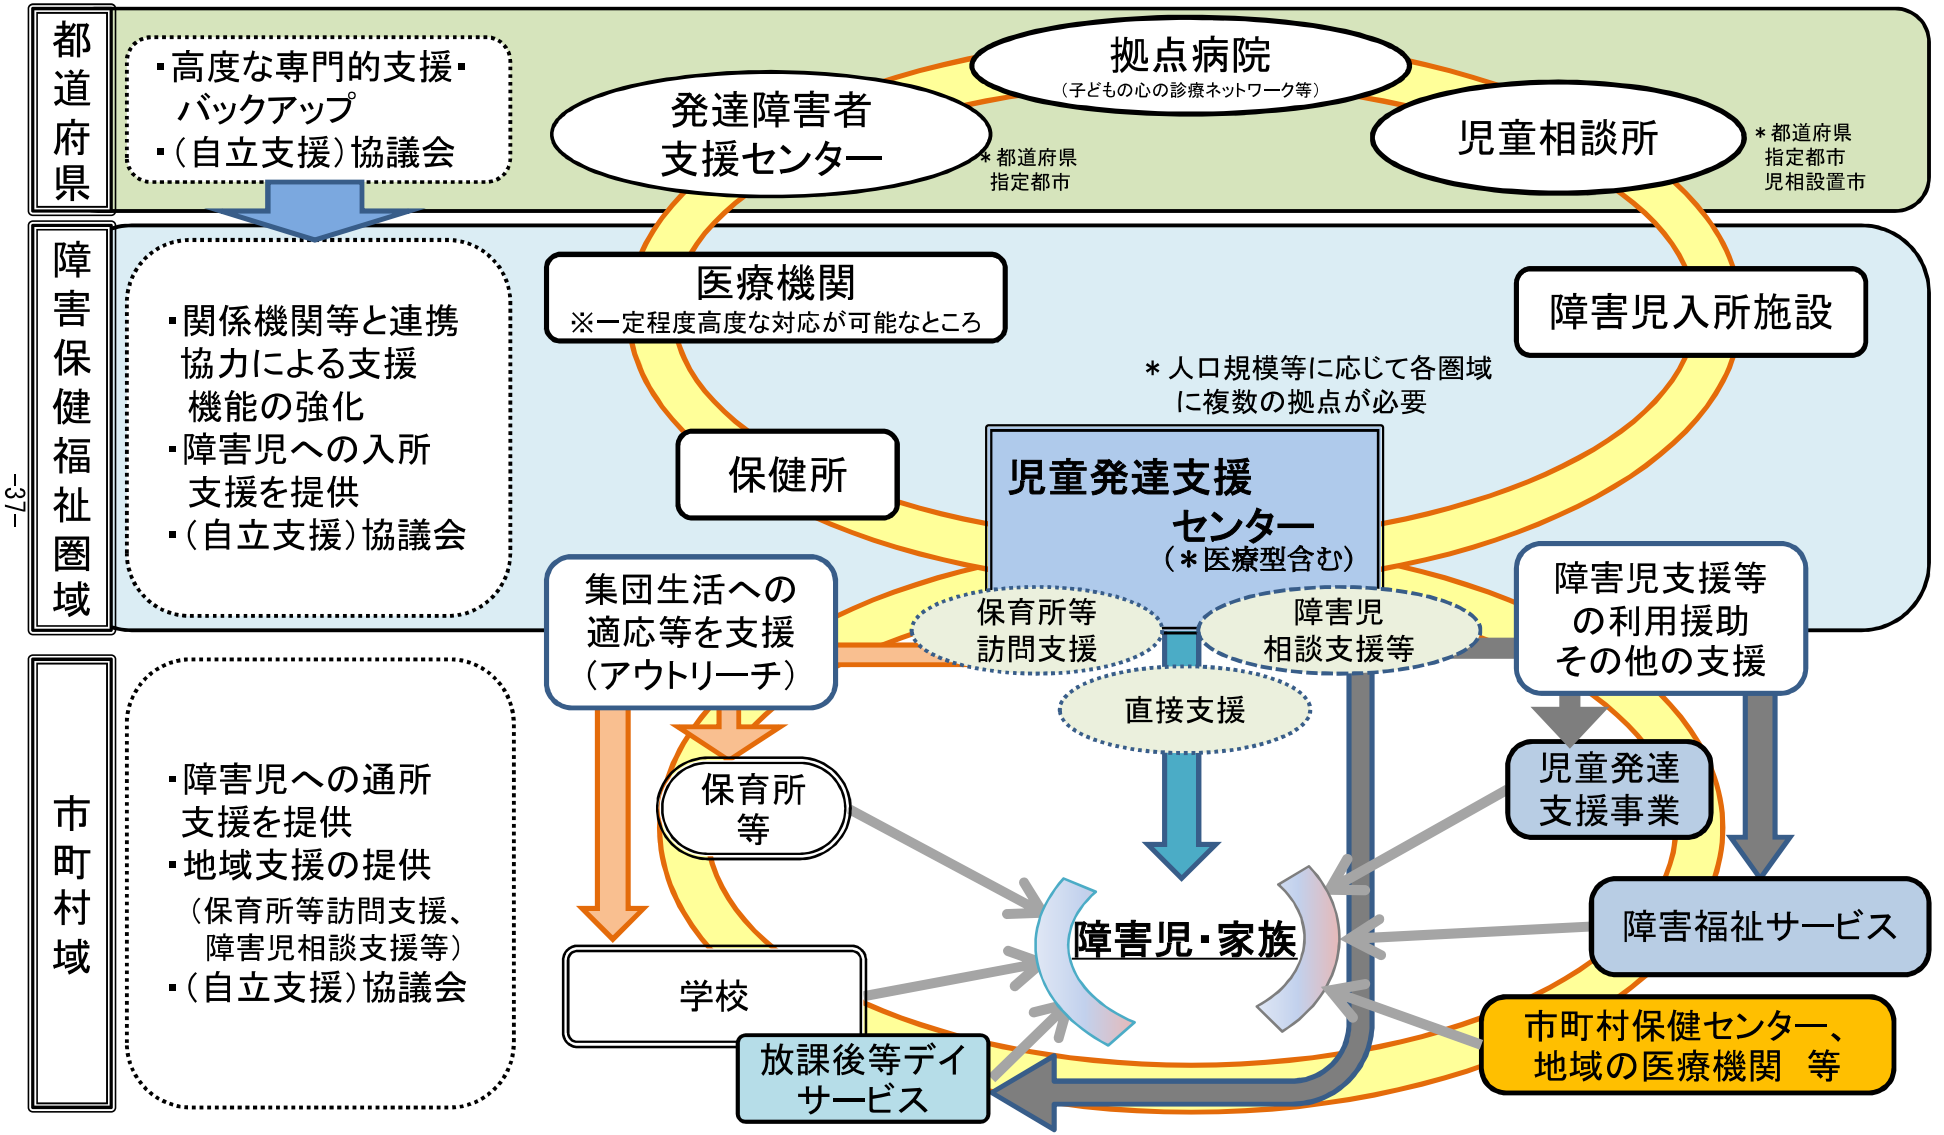 都道府県
・高度な専門的支援・
バックアップ
・（自立支援）協議会
拠点病院
（子どもの心の診療ネットワーク等）
発達障害者
支援センター
＊都道府県
指定都市
児童相談所
＊都道府県
指定都市
児相設置市
障害保健福祉圏域
・関係機関等と連携
協力による支援
機能の強化
・障害児への入所
支援を提供
・（自立支援）協議会
医療機関
※一定程度高度な対応が可能なところ
障害児入所施設
＊人口規模等に応じて各圏域
に複数の拠点が必要
保健所
児童発達支援
センター
（＊医療型含む）
集団生活への
適応等を支援
（アウトリーチ）
保育所等
訪問支援
障害児
相談支援等
直接支援
障害児支援等
の利用援助
その他の支援
市町村域
・障害児への通所
支援を提供
・地域支援の提供
（保育所等訪問支援、
障害児相談支援等）
・（自立支援）協議会
保育所
等
児童発達
支援事業
障害児・家族
障害福祉サービス
学校
放課後等デイ
サービス
市町村保健センター、
地域の医療機関　等
-37-